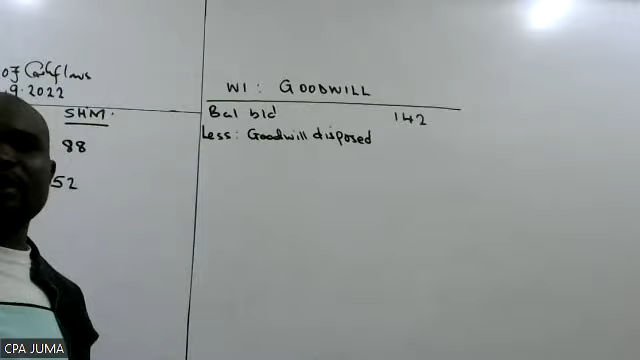 of Cashflows
.9.2022
SHM.
88
52
W1: GOODWILL
Bal b/d 142
Less: Goodwill disposed
CPA JUMA